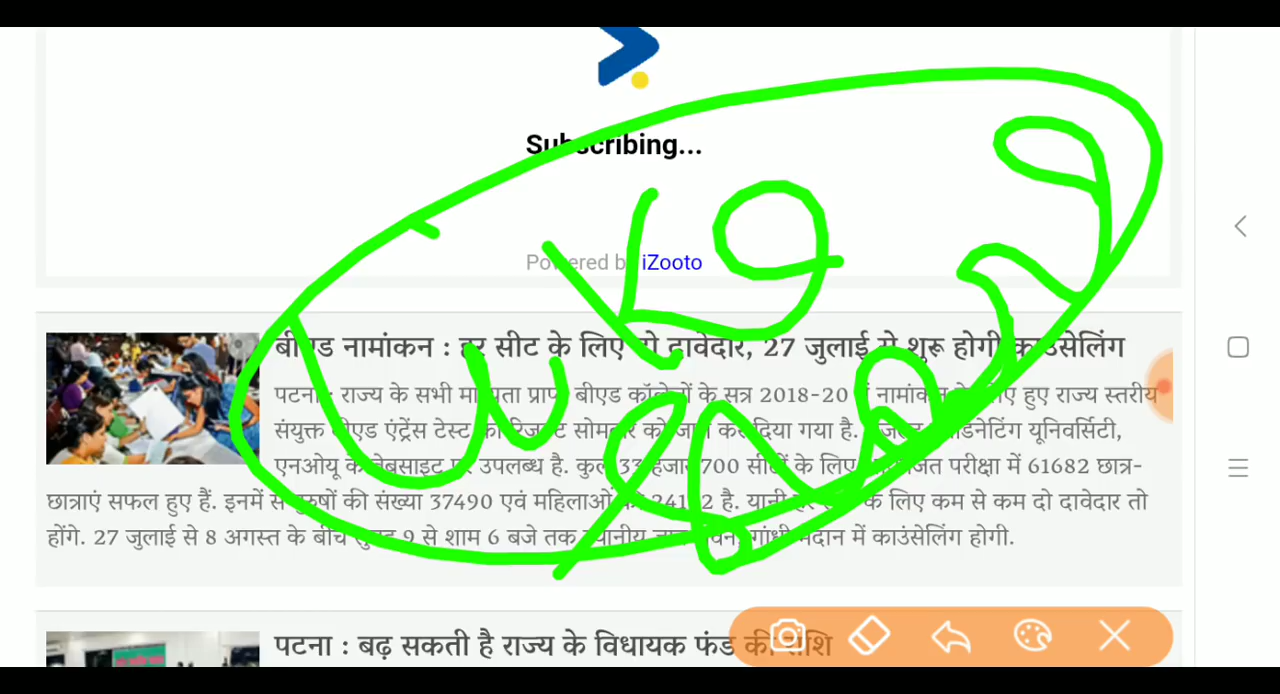 Subscribing...
Powered by iZooto
बीएड नामांकन : हर सीट के लिए दो दावेदार, 27 जुलाई से शुरू होगी काउंसेलिंग
पटना : राज्य के सभी मान्यता प्राप्त बीएड कॉलेजों के सत्र 2018-20 में नामांकन के लिए हुए राज्य स्तरीय
संयुक्त बीएड एंट्रेंस टेस्ट का रिजल्ट सोमवार को जारी कर दिया गया है. यूनिवर्सिटी,
एनओयू के वेबसाइट पर उपलब्ध है. कुल 33 हजार 700 सीटों के लिए परीक्षा में 61682 छात्र-
छात्राएं सफल हुए हैं. इनमें से पुरुषों की संख्या 37490 एवं महिलाओं है. यानी हर के लिए कम से कम दो दावेदार तो
होंगे. 27 जुलाई से 8 अगस्त के बीच सुबह 9 से शाम 6 बजे तक स्थानीय गांधी मैदान में काउंसेलिंग होगी.
पटना : बढ़ सकती है राज्य के विधायक फंड की राशि